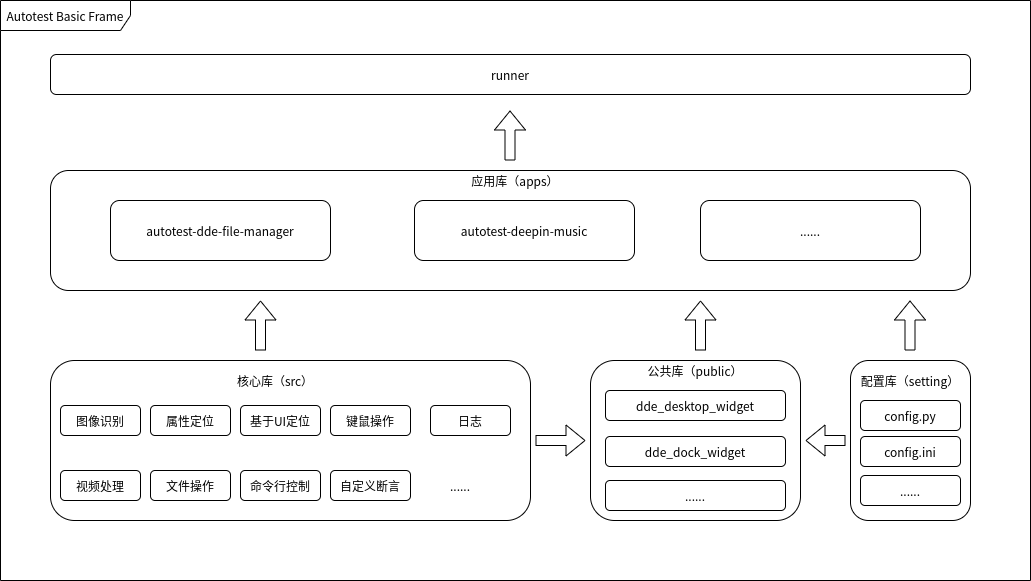 Autotest Basic Frame
runner
应用库（apps）
autotest-dde-file-manager
autotest-deepin-music
......
核心库（src）
图像识别
属性定位
基于UI定位
键鼠操作
日志
视频处理
文件操作
命令行控制
自定义断言
......
公共库（public）
dde_desktop_widget
dde_dock_widget
......
配置库（setting）
config.py
config.ini
......